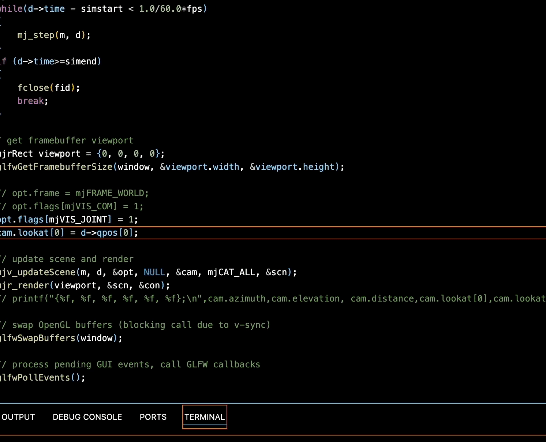 while(d->time - simstart < 1.0/60.0*fps)
{
mj_step(m, d);
}
if (d->time>=simend)
{
fclose(fid);
break;
}
// get framebuffer viewport
mjrRect viewport = {0, 0, 0, 0};
glfwGetFramebufferSize(window, &viewport.width, &viewport.height);
// opt.frame = mjFRAME_WORLD;
// opt.flags[mjVIS_COM] = 1;
opt.flags[mjVIS_JOINT] = 1;
cam.lookat[0] = d->qpos[0];
// update scene and render
mjv_updateScene(m, d, &opt, NULL, &cam, mjCAT_ALL, &scn);
mjr_render(viewport, &scn, &con);
// printf("{%f, %f, %f, %f, %f, %f};\n",cam.azimuth,cam.elevation, cam.distance,cam.lookat[0],cam.lookat
// swap OpenGL buffers (blocking call due to v-sync)
glfwSwapBuffers(window);
// process pending GUI events, call GLFW callbacks
glfwPollEvents();
OUTPUT DEBUG CONSOLE PORTS TERMINAL